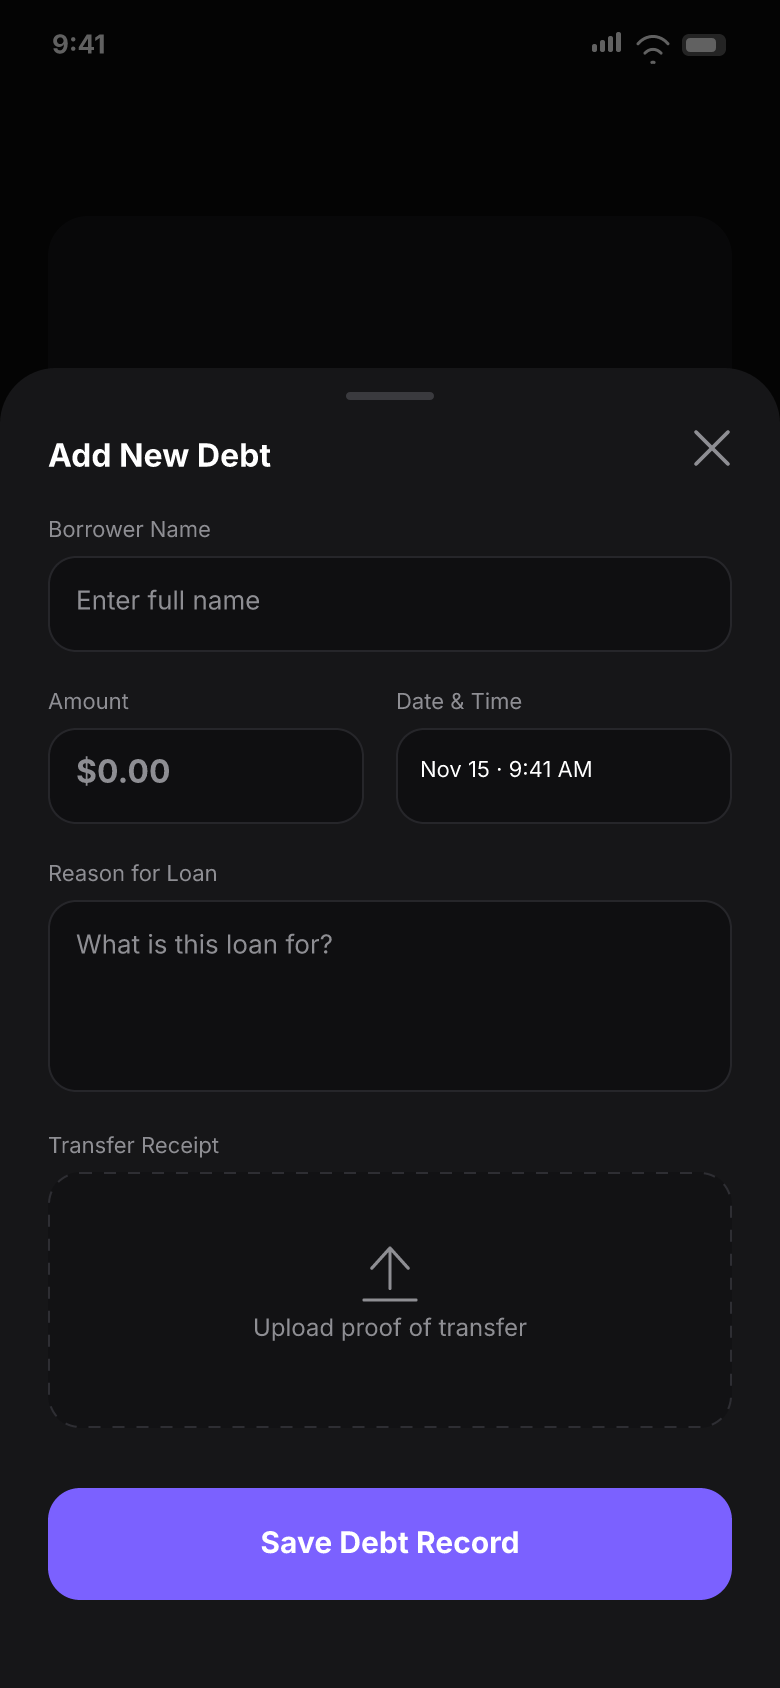 9:41
Add New Debt
Borrower Name
Enter full name
Amount
Date & Time
$0.00
Nov 15 · 9:41 AM
Reason for Loan
What is this loan for?
Transfer Receipt
Upload proof of transfer
Save Debt Record